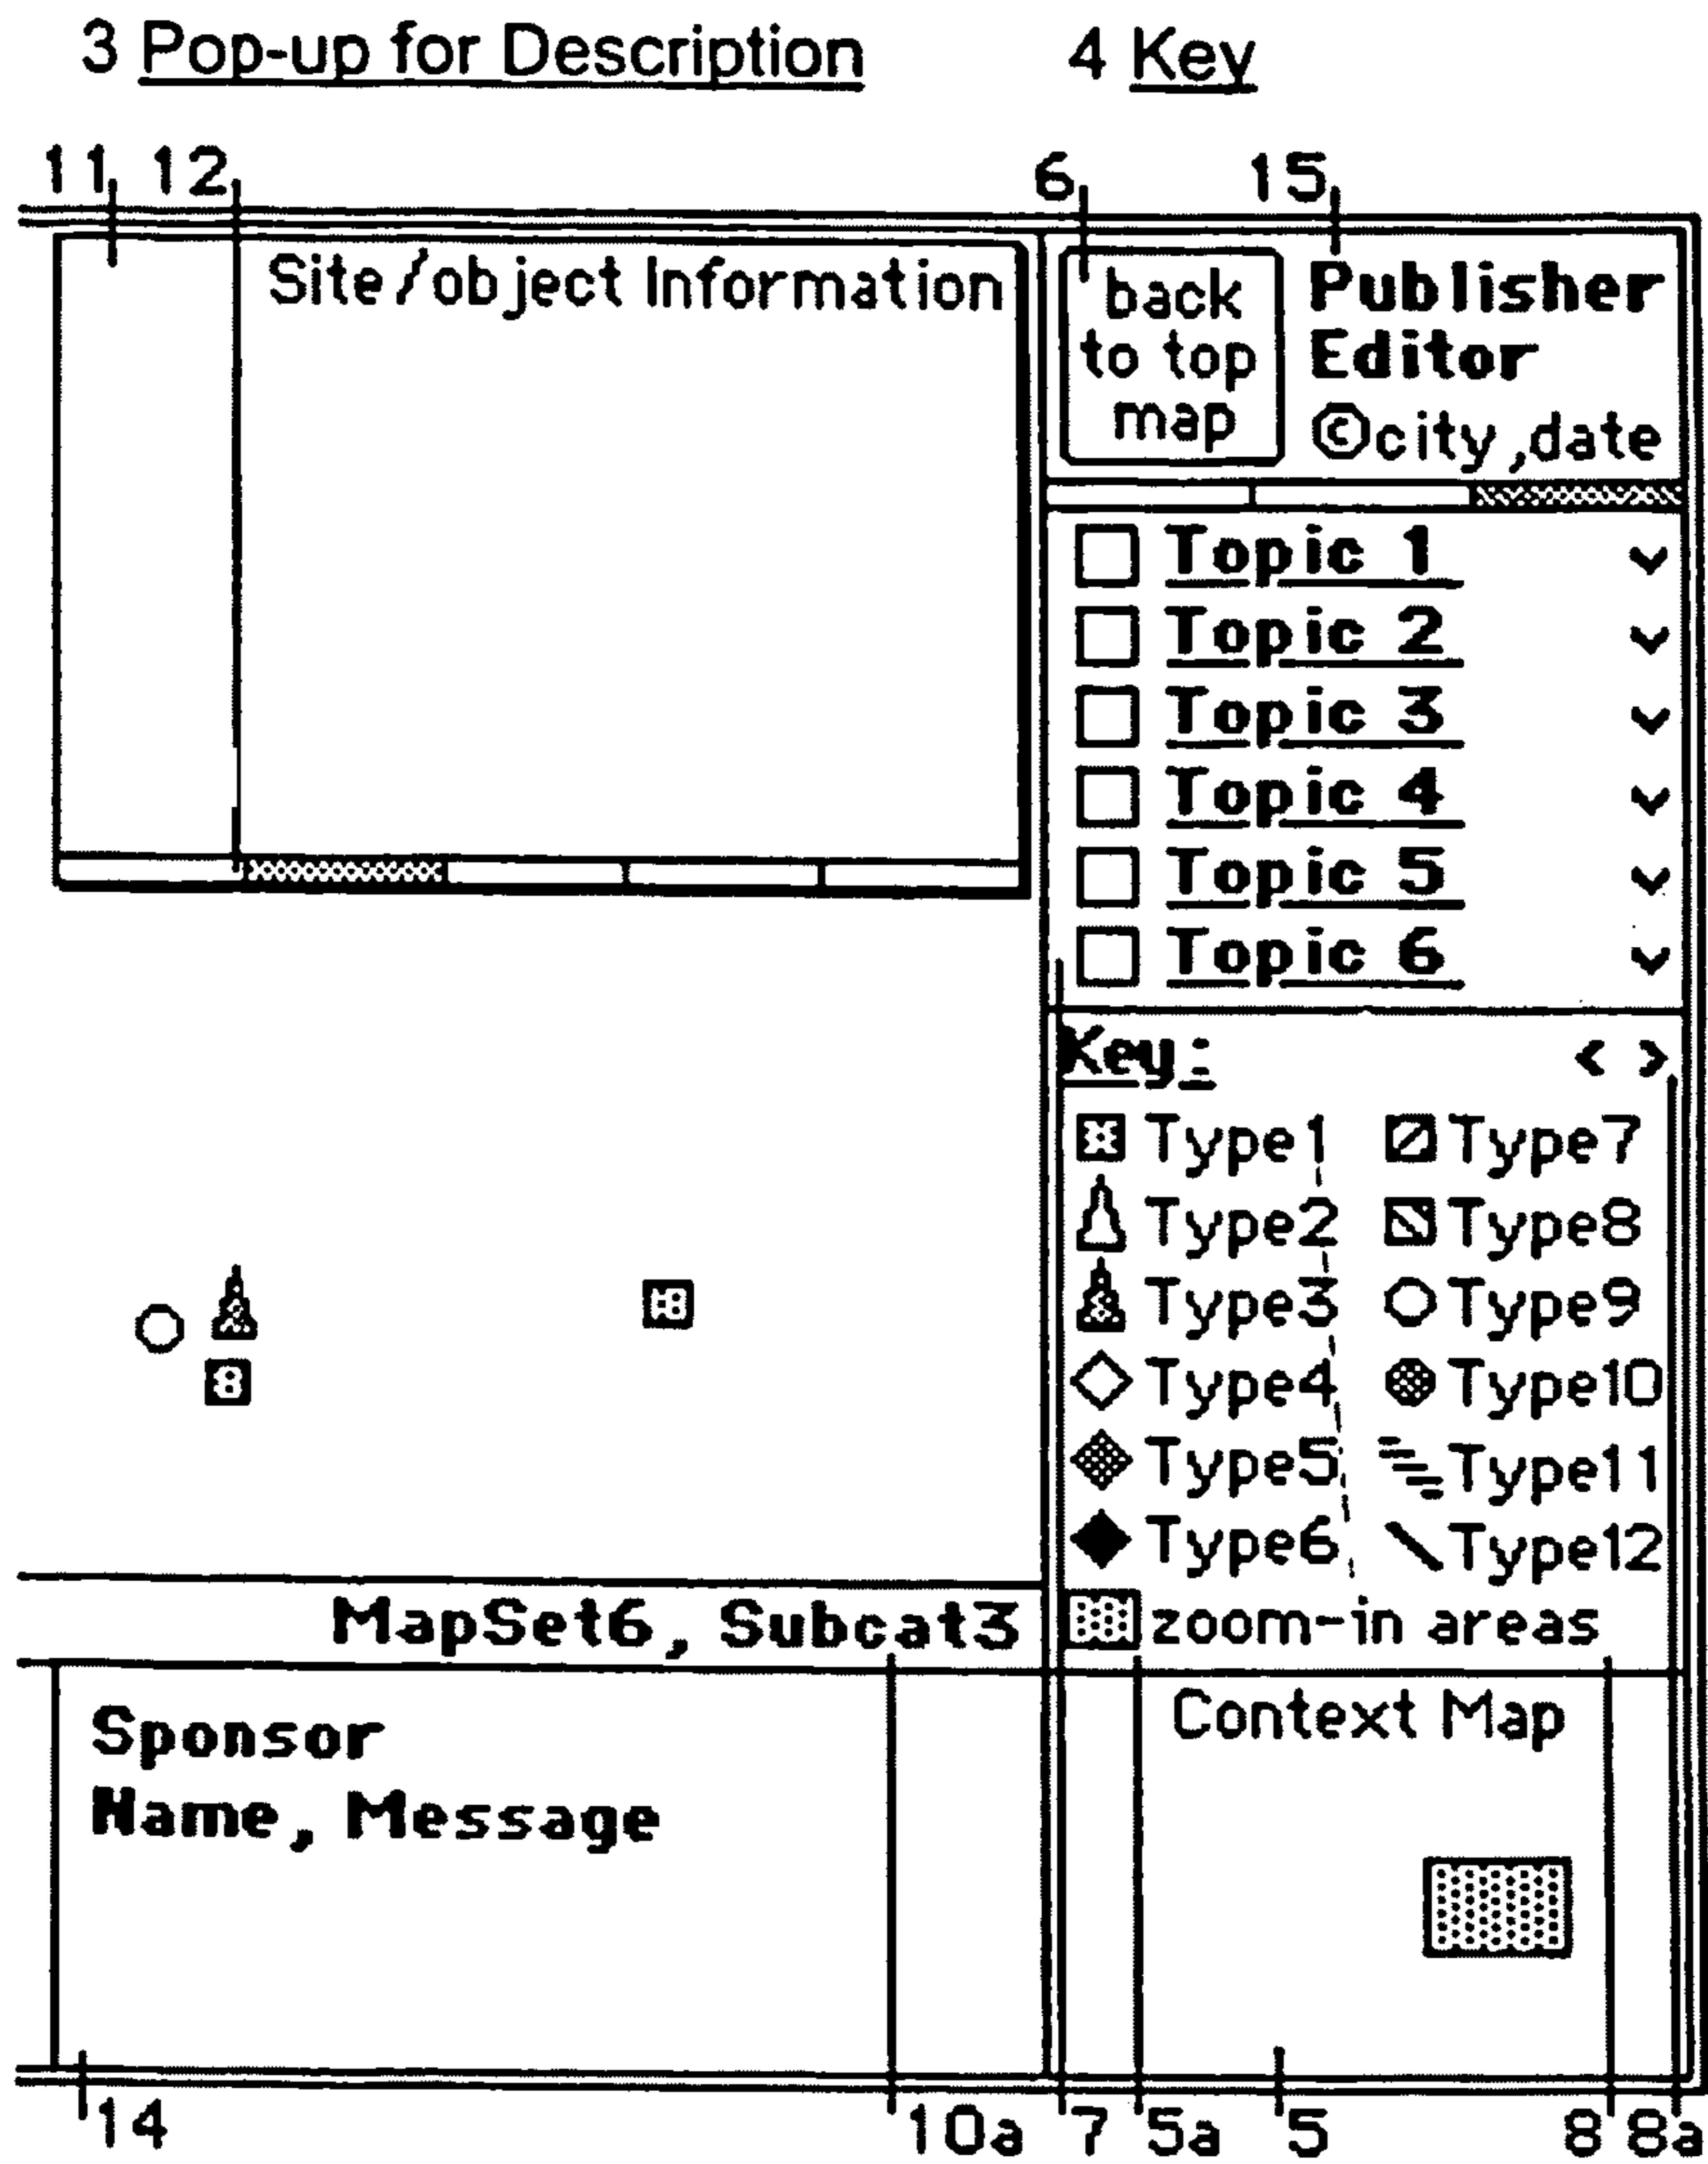 3 Pop-up for Description 4 Key
11 12 6 15
Site/object Information
back
to top
map
Publisher
Editor
©city,date
Topic 1
Topic 2
Topic 3
Topic 4
Topic 5
Topic 6
Key: < >
Type1 Type7
Type2 Type8
Type3 Type9
Type4 Type10
Type5 Type11
Type6 Type12
zoom-in areas
MapSet6, Subcat3
Sponsor
Name, Message
Context Map
14 10a 7 5a 5 8 8a